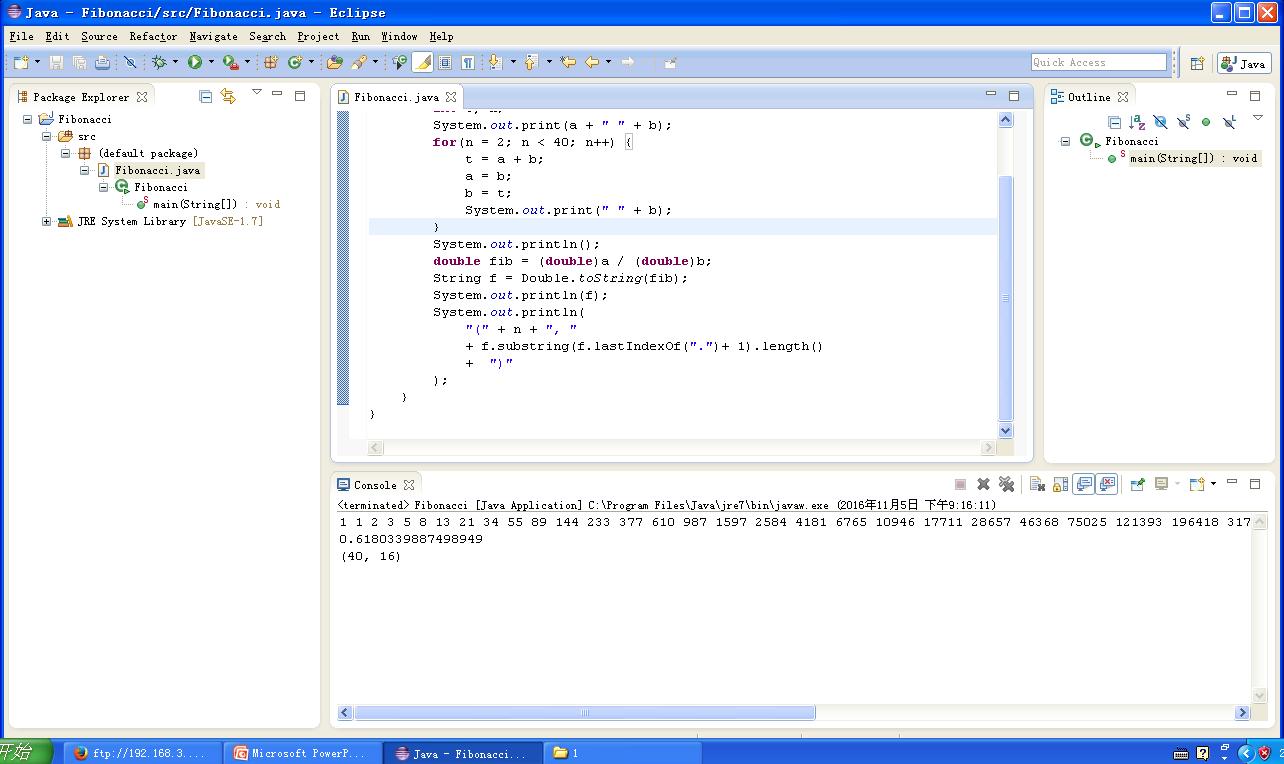 Java - Fibonacci/src/Fibonacci.java - Eclipse
File Edit Source Refactor Navigate Search Project Run Window Help
Quick Access
Java
Package Explorer
Fibonacci
src
(default package)
Fibonacci.java
Fibonacci
main(String[]) : void
JRE System Library [JavaSE-1.7]
Fibonacci.java
System.out.print(a + " " + b);
for(n = 2; n < 40; n++) {
t = a + b;
a = b;
b = t;
System.out.print(" " + b);
}
System.out.println();
double fib = (double)a / (double)b;
String f = Double.toString(fib);
System.out.println(f);
System.out.println(
"(" + n + ", "
+ f.substring(f.lastIndexOf(".")+ 1).length()
+  ")"
);
}
}
Outline
Fibonacci
main(String[]) : void
Console
<terminated> Fibonacci [Java Application] C:\Program Files\Java\jre7\bin\javaw.exe (2016年11月5日 下午9:16:11)
1 1 2 3 5 8 13 21 34 55 89 144 233 377 610 987 1597 2584 4181 6765 10946 17711 28657 46368 75025 121393 196418 317
0.6180339887498949
(40, 16)
开始
ftp://192.168.3....
Microsoft PowerP...
Java - Fibonacci...
1